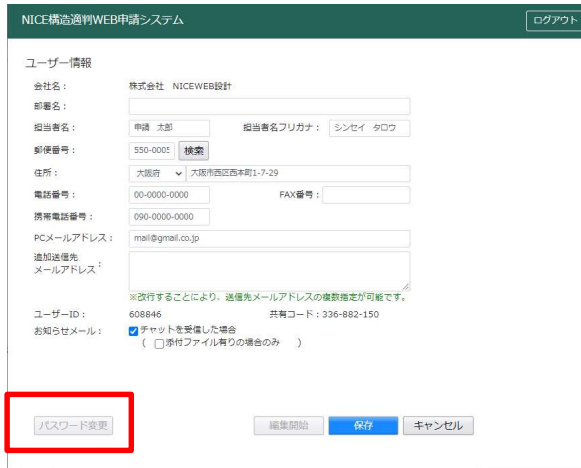 NICE構造適判WEB申請システム ログアウト
ユーザー情報
会社名： 株式会社　NICEWEB設計
部署名：
担当者名： 申請　太郎 担当者名フリガナ： シンセイ　タロウ
郵便番号： 550-0005 検索
住所： 大阪府 大阪市西区西本町1-7-29
電話番号： 00-0000-0000 FAX番号：
携帯電話番号： 090-0000-0000
PCメールアドレス： mail@gmail.co.jp
追加送信先
メールアドレス：
※改行することにより、送信先メールアドレスの複数指定が可能です。
ユーザーID： 608846 共有コード：336-882-150
お知らせメール： チャットを受信した場合
（ 添付ファイル有りの場合のみ ）
パスワード変更 編集開始 保存 キャンセル